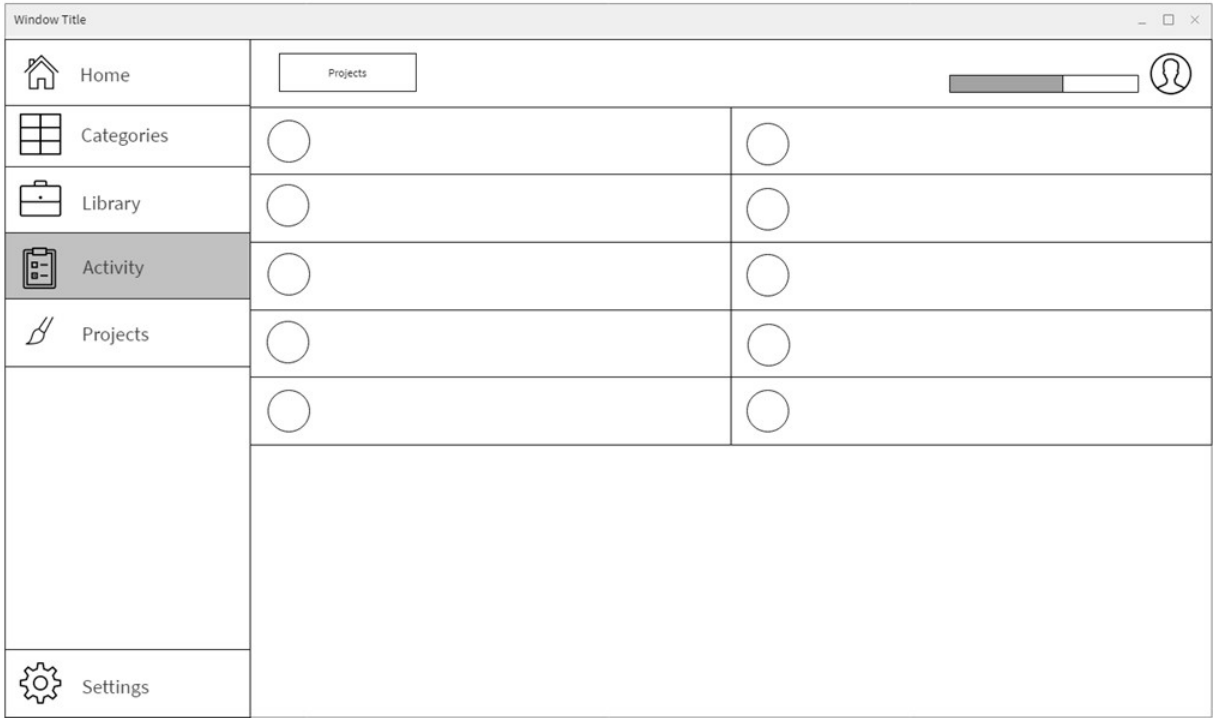 Window Title
Home
Categories
Library
Activity
Projects
Settings
Projects